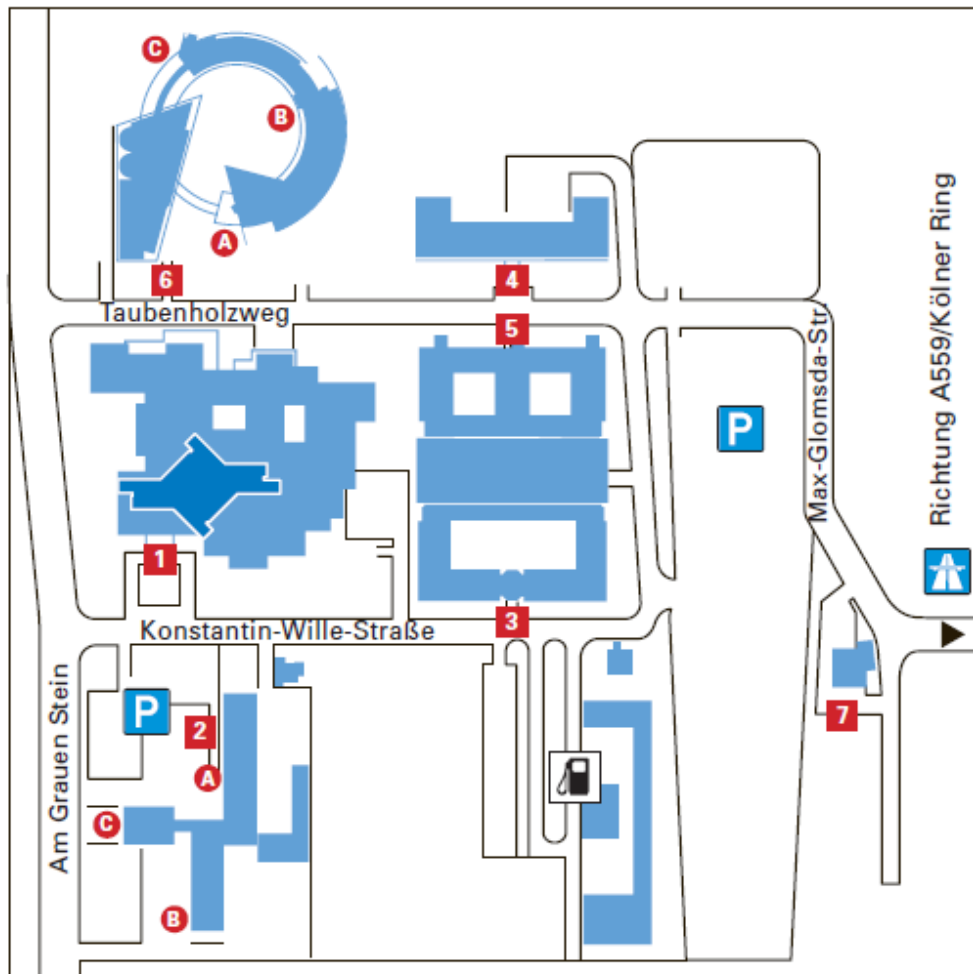 C
B
A
6
4
Taubenholzweg
5
P
Max-Glomsda-Str.
Richtung A559/Kölner Ring
1
Konstantin-Wille-Straße
3
Am Grauen Stein
P
2
7
A
C
B